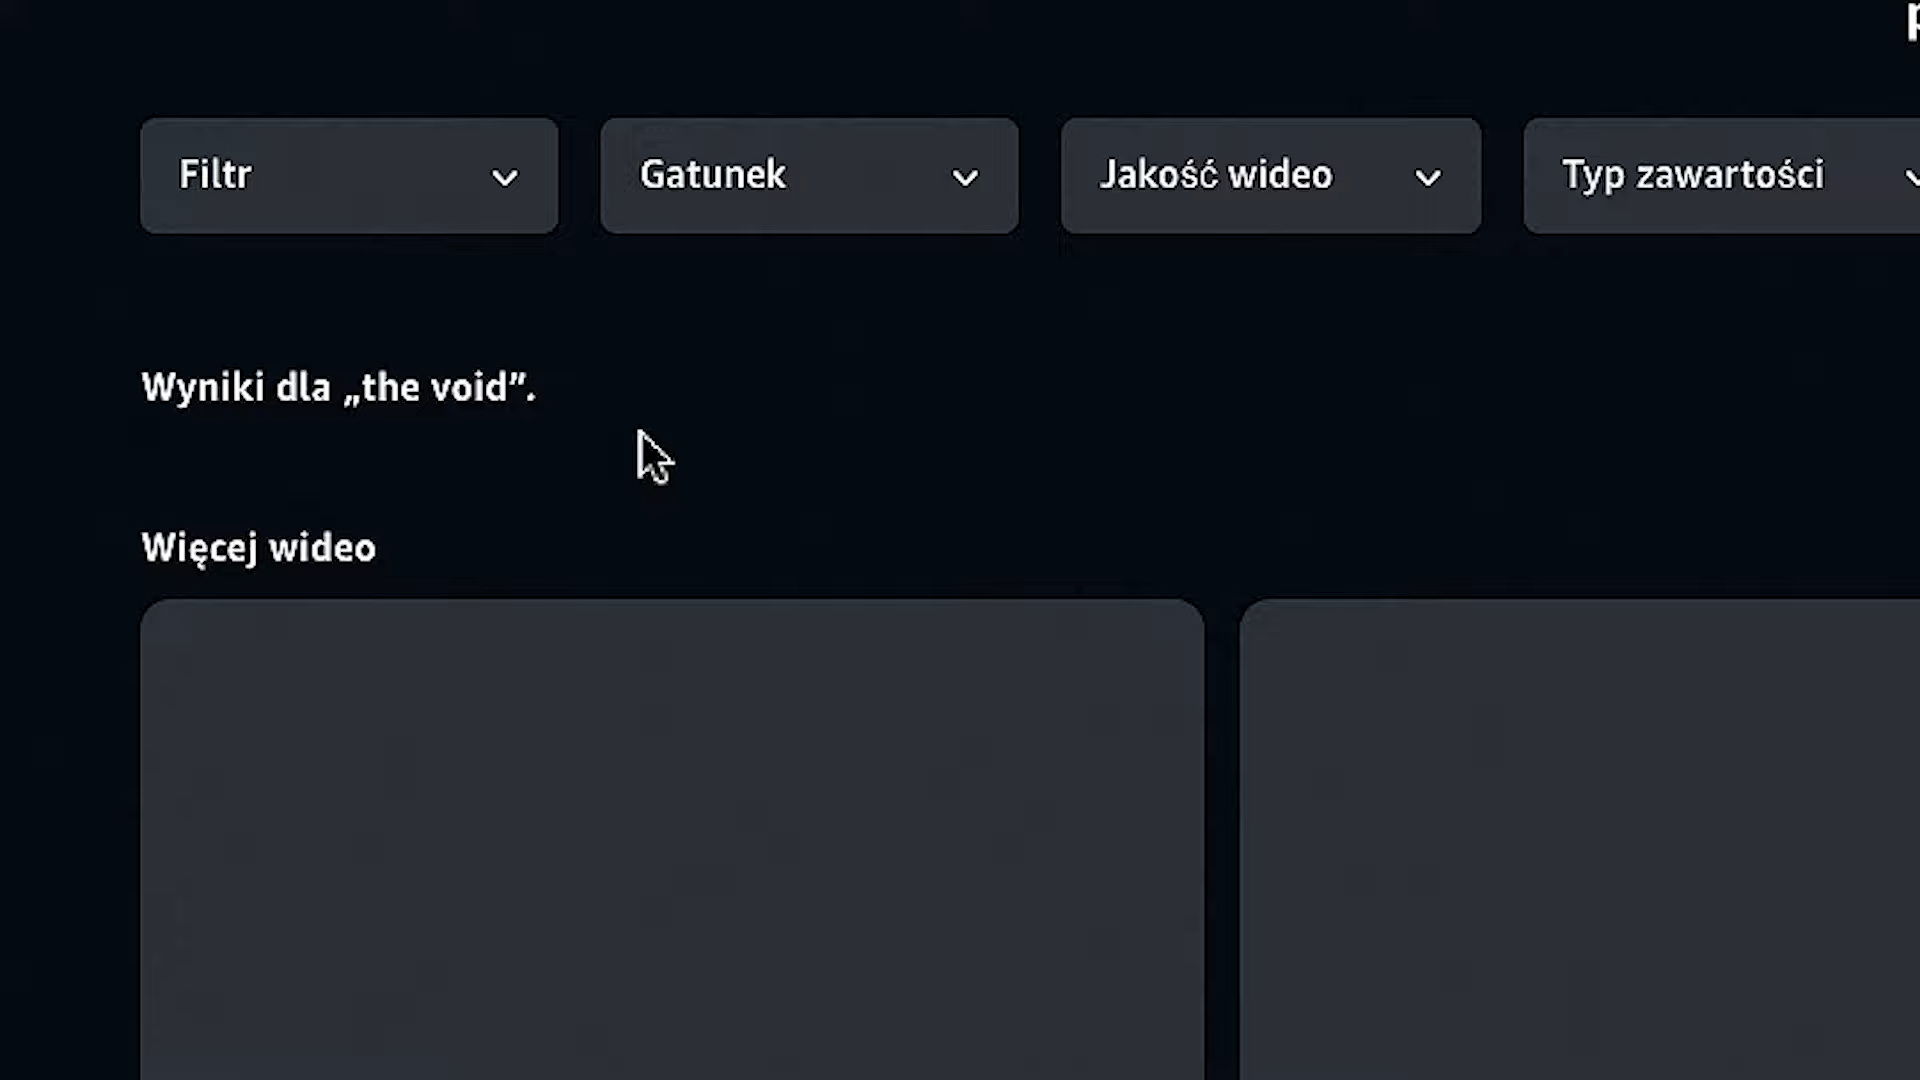 Filtr
Gatunek
Jakość wideo
Typ zawartości
Wyniki dla „the void”.
Więcej wideo